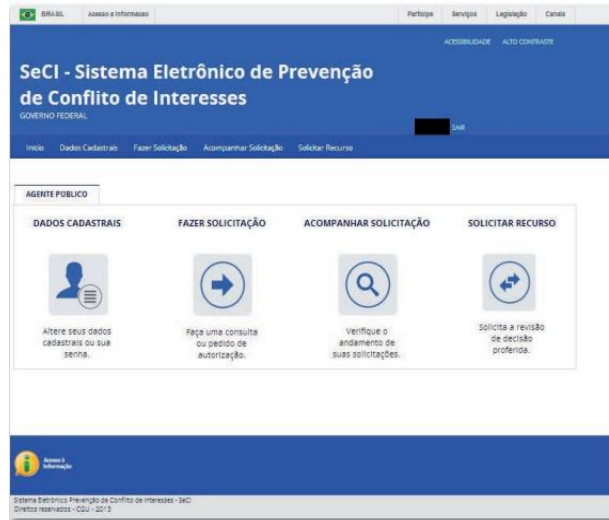 BRASIL Acesso a Informacao Participe Serviços Legislação Canais
ACESSIBILIDADE ALTO CONTRASTE
SeCI - Sistema Eletrônico de Prevenção
de Conflito de Interesses
GOVERNO FEDERAL
SAIR
Início Dados Cadastrais Fazer Solicitação Acompanhar Solicitação Solicitar Recurso
AGENTE PUBLICO
DADOS CADASTRAIS FAZER SOLICITAÇÃO ACOMPANHAR SOLICITAÇÃO SOLICITAR RECURSO
Altere seus dados Faça uma consulta Verifique o Solicita a revisão
cadastrais ou sua ou pedido de andamento de de decisão
senha. autorização. suas solicitações. proferida.
Acesso à
Informação
Sistema Eletrônico Prevenção de Conflito de Interesses - SeCI
Direitos reservados - CGU - 2013